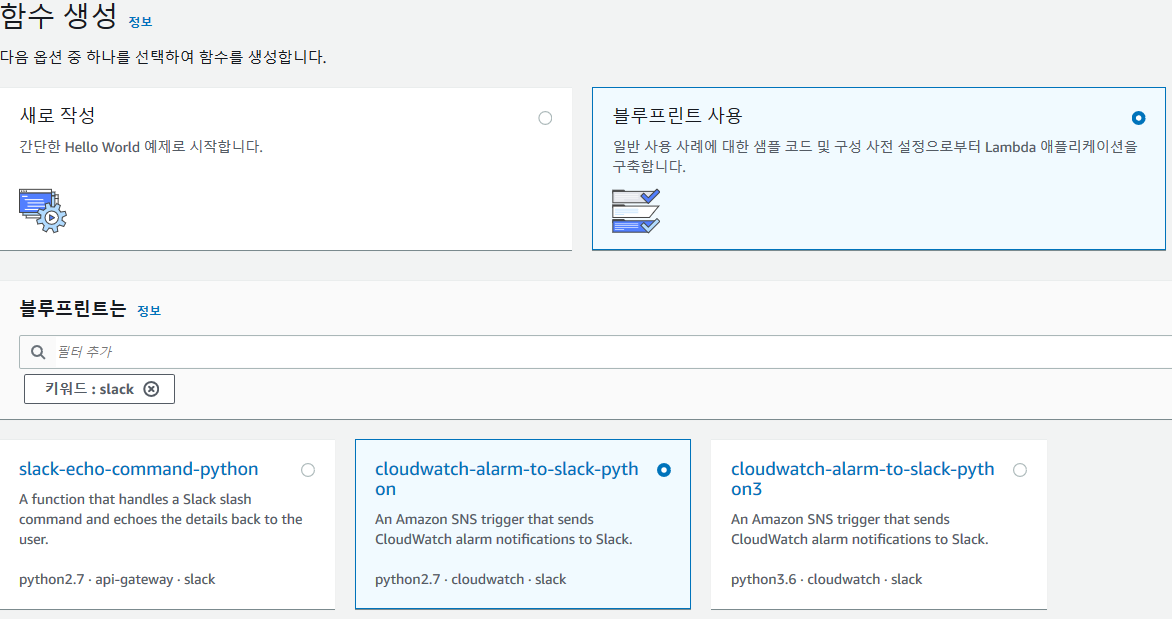 함수 생성 정보
다음 옵션 중 하나를 선택하여 함수를 생성합니다.
새로 작성
간단한 Hello World 예제로 시작합니다.
블루프린트 사용
일반 사용 사례에 대한 샘플 코드 및 구성 사전 설정으로부터 Lambda 애플리케이션을
구축합니다.
블루프린트는 정보
필터 추가
키워드 : slack
slack-echo-command-python
A function that handles a Slack slash
command and echoes the details back to the
user.
python2.7 · api-gateway · slack
cloudwatch-alarm-to-slack-pyth
on
An Amazon SNS trigger that sends
CloudWatch alarm notifications to Slack.
python2.7 · cloudwatch · slack
cloudwatch-alarm-to-slack-pyth
on3
An Amazon SNS trigger that sends
CloudWatch alarm notifications to Slack.
python3.6 · cloudwatch · slack